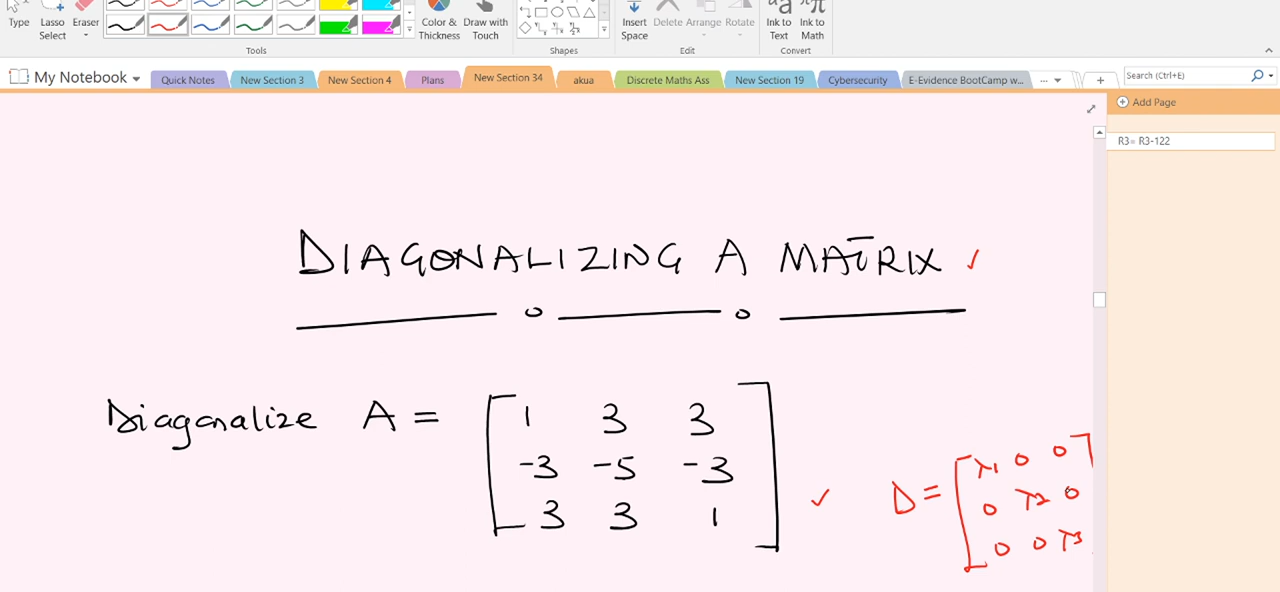 Type
Lasso Select
Eraser
Color & Thickness
Draw with Touch
Insert Space
Delete
Arrange
Rotate
Ink to Text
Ink to Math
Tools
Shapes
Edit
Convert
My Notebook
Quick Notes
New Section 3
New Section 4
Plans
New Section 34
akua
Discrete Maths Ass
New Section 19
Cybersecurity
E-Evidence BootCamp w...
...
Search (Ctrl+E)
Add Page
R3= R3-122
DIAGONALIZING A MATRIX ✓
Diagonalize A =
1 3 3
-3 -5 -3
3 3 1
✓
D =
λ1 0 0
0 λ2 0
0 0 λ3